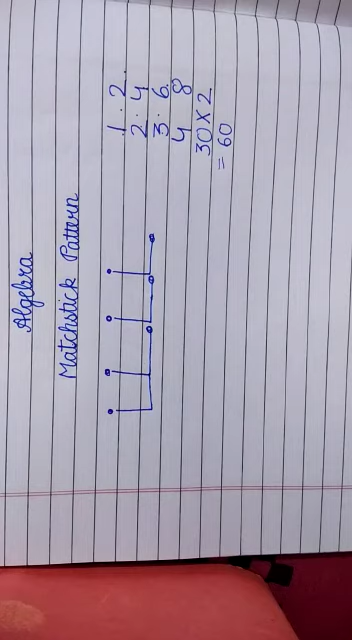 Algebra
Matchstick Pattern
1 . 2
2 . 4
3 . 6
4 8
30 X 2
= 60